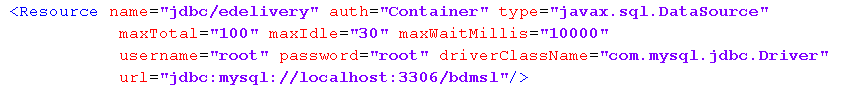 <Resource name="jdbc/edelivery" auth="Container" type="javax.sql.DataSource"
maxTotal="100" maxIdle="30" maxWaitMillis="10000"
username="root" password="root" driverClassName="com.mysql.jdbc.Driver"
url="jdbc:mysql://localhost:3306/bdmsl"/>